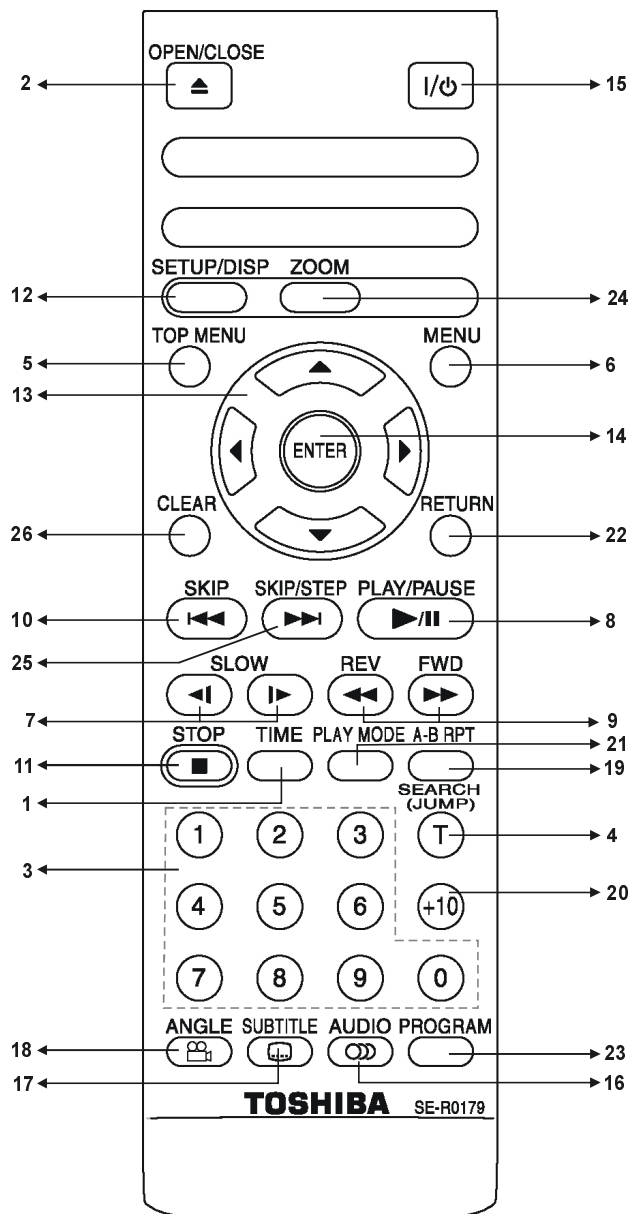 OPEN/CLOSE
2 I/⏻ 15
SETUP/DISP ZOOM
12 24
TOP MENU MENU
5 6
13
ENTER 14
CLEAR RETURN
26 22
SKIP SKIP/STEP PLAY/PAUSE
10 8
25
SLOW REV FWD
7 9
STOP TIME PLAY MODE A-B RPT
21
11 19
1
SEARCH
(JUMP)
1 2 3 T 4
3
4 5 6 +10 20
7 8 9 0
ANGLE SUBTITLE AUDIO PROGRAM
18 23
17 16
TOSHIBA SE-R0179